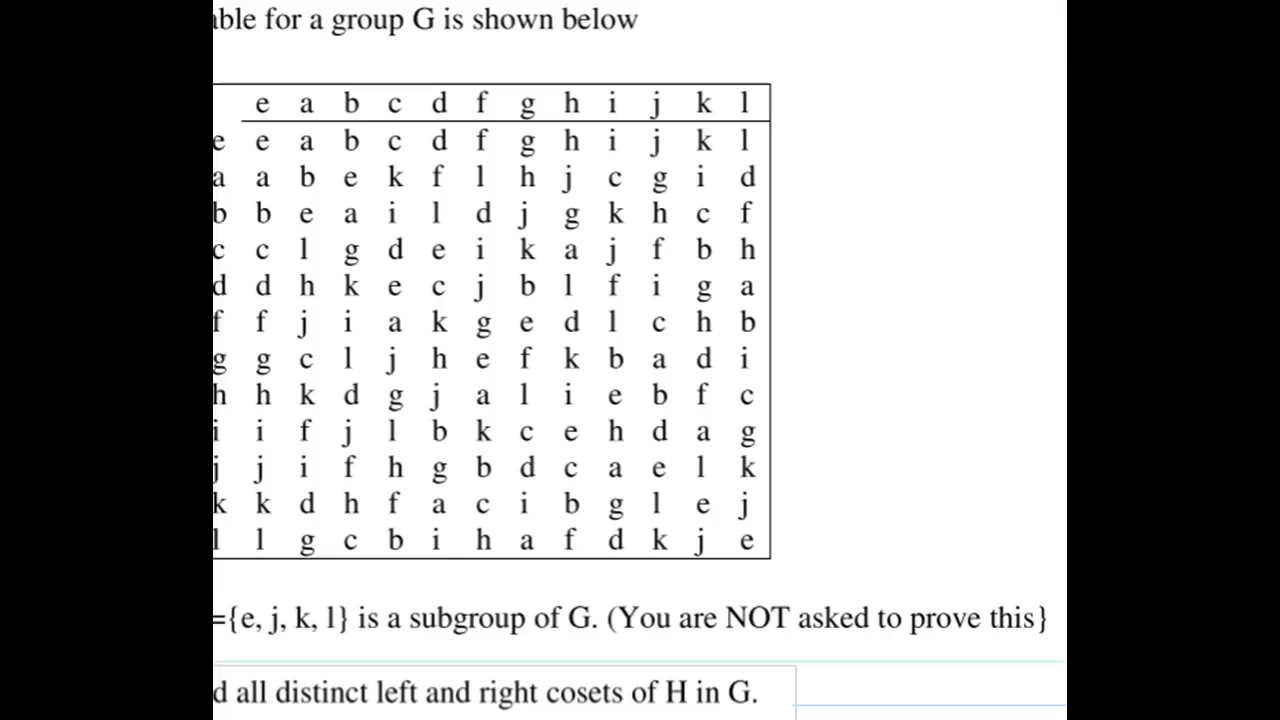 able for a group G is shown below
e a b c d f g h i j k l
e e a b c d f g h i j k l
a a b e k f l h j c g i d
b b e a i l d j g k h c f
c c l g d e i k a j f b h
d d h k e c j b l f i g a
f f j i a k g e d l c h b
g g c l j h e f k b a d i
h h k d g j a l i e b f c
i i f j l b k c e h d a g
j j i f h g b d c a e l k
k k d h f a c i b g l e j
l l g c b i h a f d k j e
={e, j, k, l} is a subgroup of G. (You are NOT asked to prove this}
d all distinct left and right cosets of H in G.